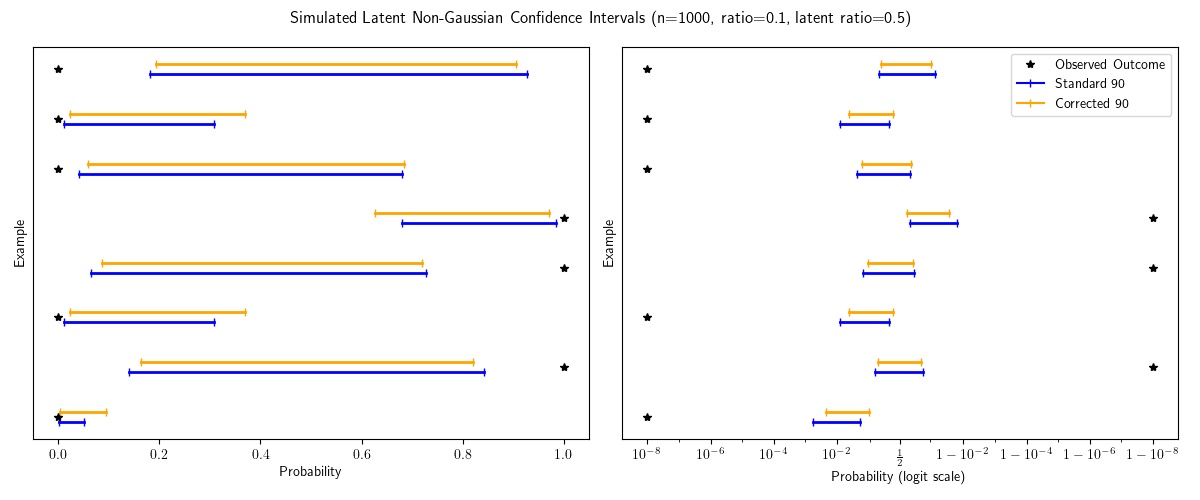 Simulated Latent Non-Gaussian Confidence Intervals (n=1000, ratio=0.1, latent ratio=0.5)
Example
0.0 0.2 0.4 0.6 0.8 1.0
Probability
Example
Observed Outcome
Standard 90
Corrected 90
10⁻⁸ 10⁻⁶ 10⁻⁴ 10⁻² 1/2 1 − 10⁻² 1 − 10⁻⁴ 1 − 10⁻⁶ 1 − 10⁻⁸
Probability (logit scale)